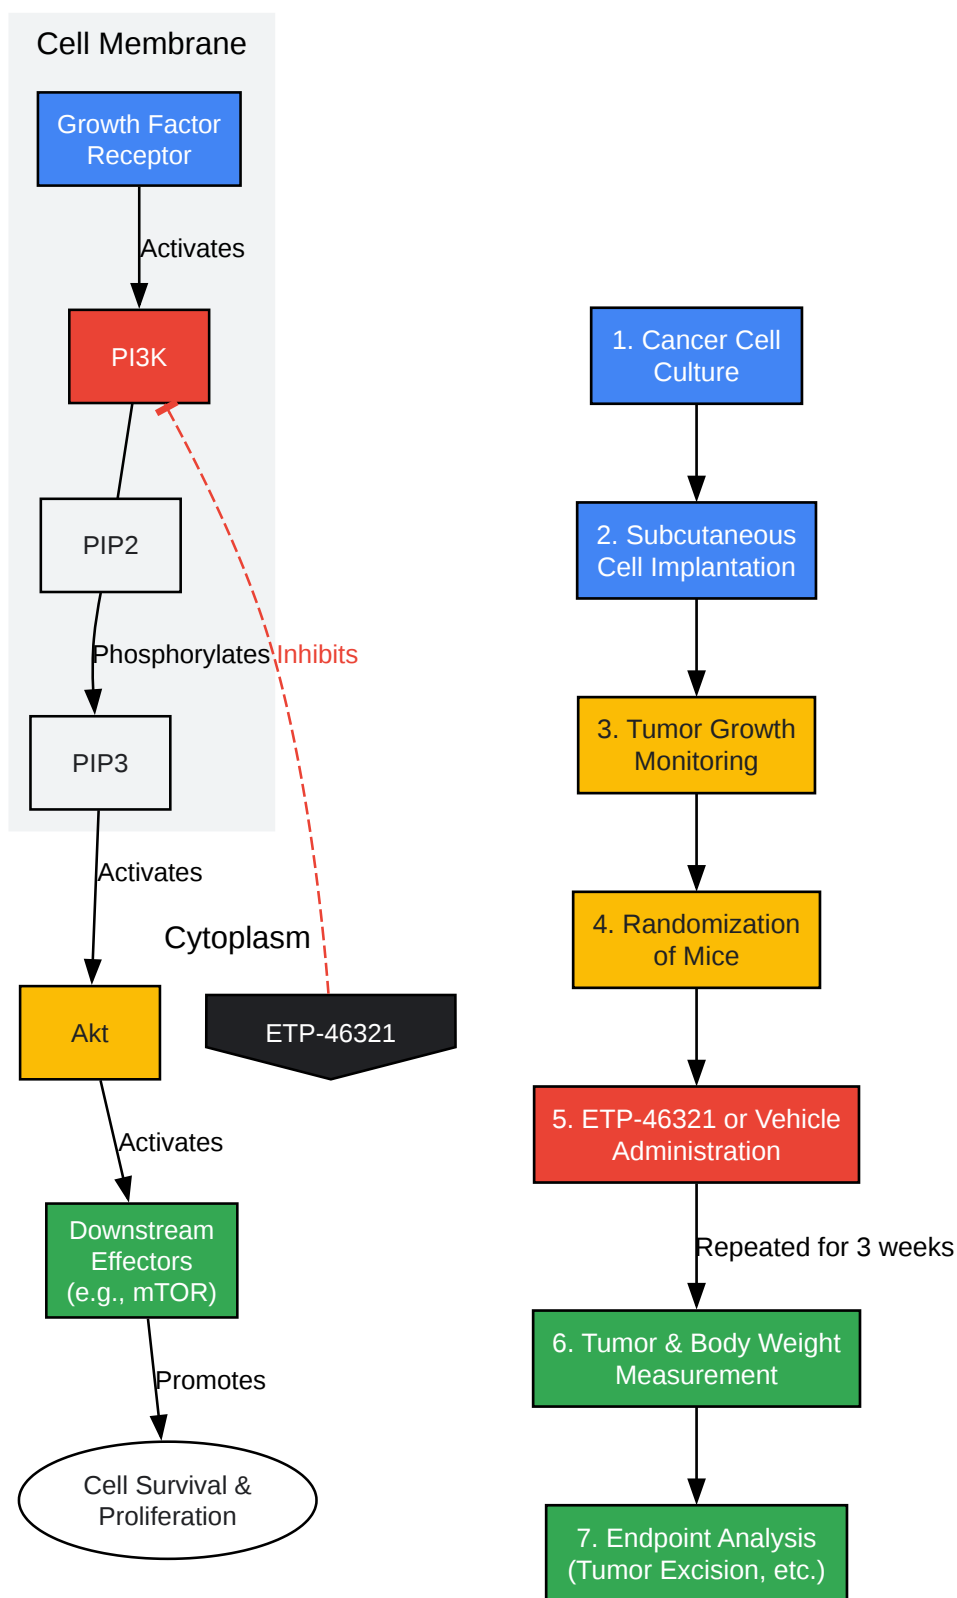 Cell Membrane
Growth Factor
Receptor
Activates
PI3K
PIP2
Phosphorylates
Inhibits
PIP3
Activates
Cytoplasm
Akt
ETP-46321
Activates
Downstream
Effectors
(e.g., mTOR)
Promotes
Cell Survival &
Proliferation
1. Cancer Cell
Culture
2. Subcutaneous
Cell Implantation
3. Tumor Growth
Monitoring
4. Randomization
of Mice
5. ETP-46321 or Vehicle
Administration
Repeated for 3 weeks
6. Tumor & Body Weight
Measurement
7. Endpoint Analysis
(Tumor Excision, etc.)